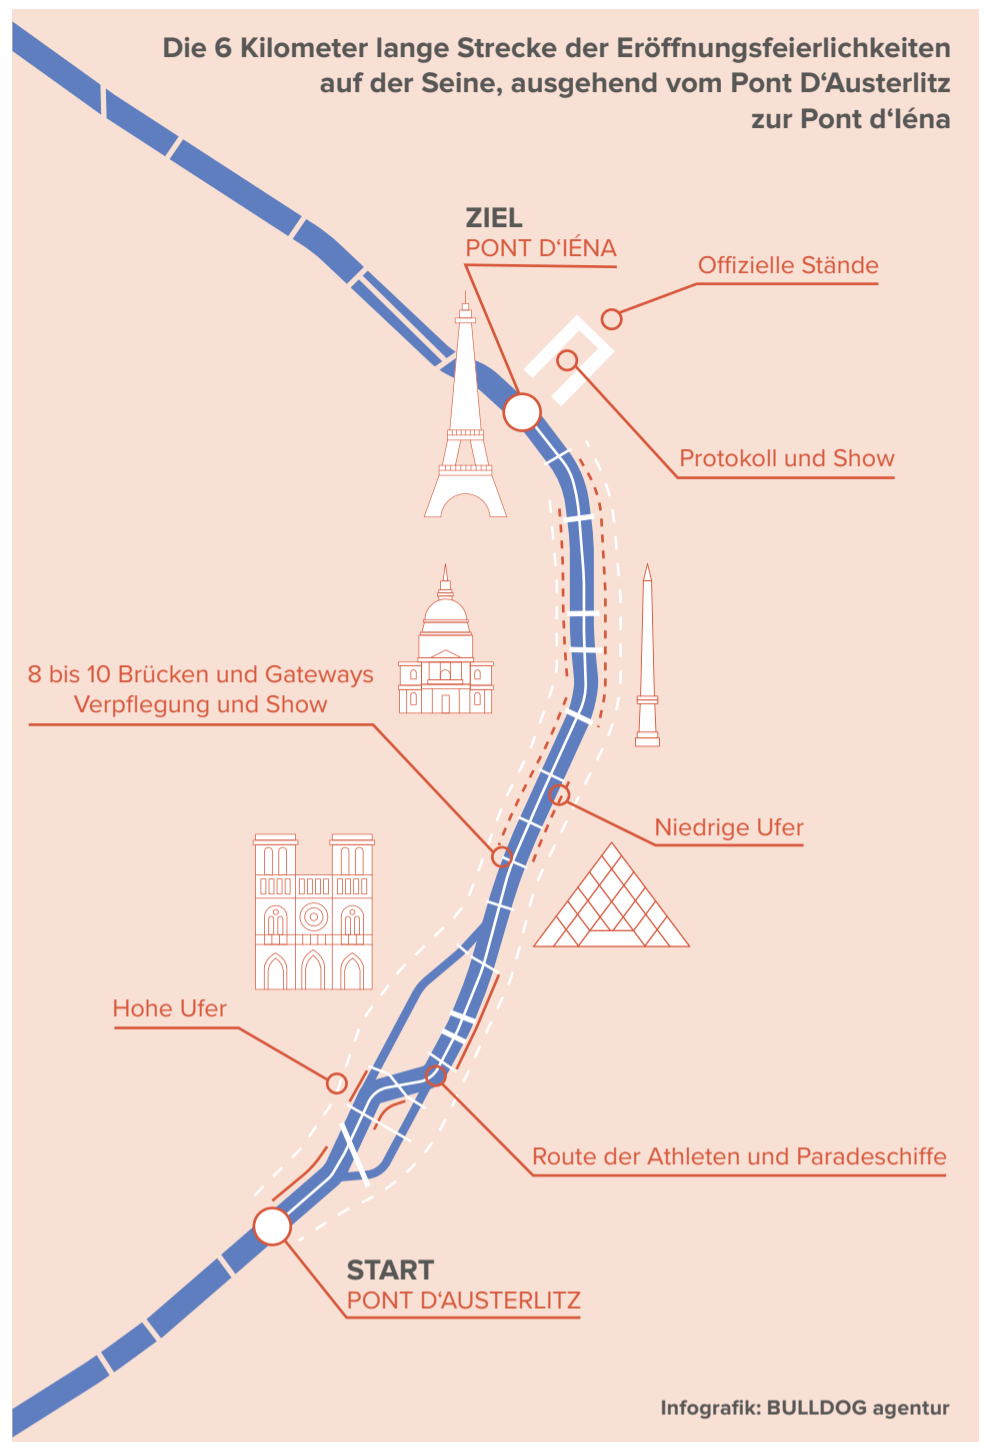 Die 6 Kilometer lange Strecke der Eröffnungsfeierlichkeiten
auf der Seine, ausgehend vom Pont D‘Austerlitz
zur Pont d‘Iéna
ZIEL
PONT D‘IÉNA
Offizielle Stände
Protokoll und Show
8 bis 10 Brücken und Gateways
Verpflegung und Show
Niedrige Ufer
Hohe Ufer
Route der Athleten und Paradeschiffe
START
PONT D‘AUSTERLITZ
Infografik: BULLDOG agentur